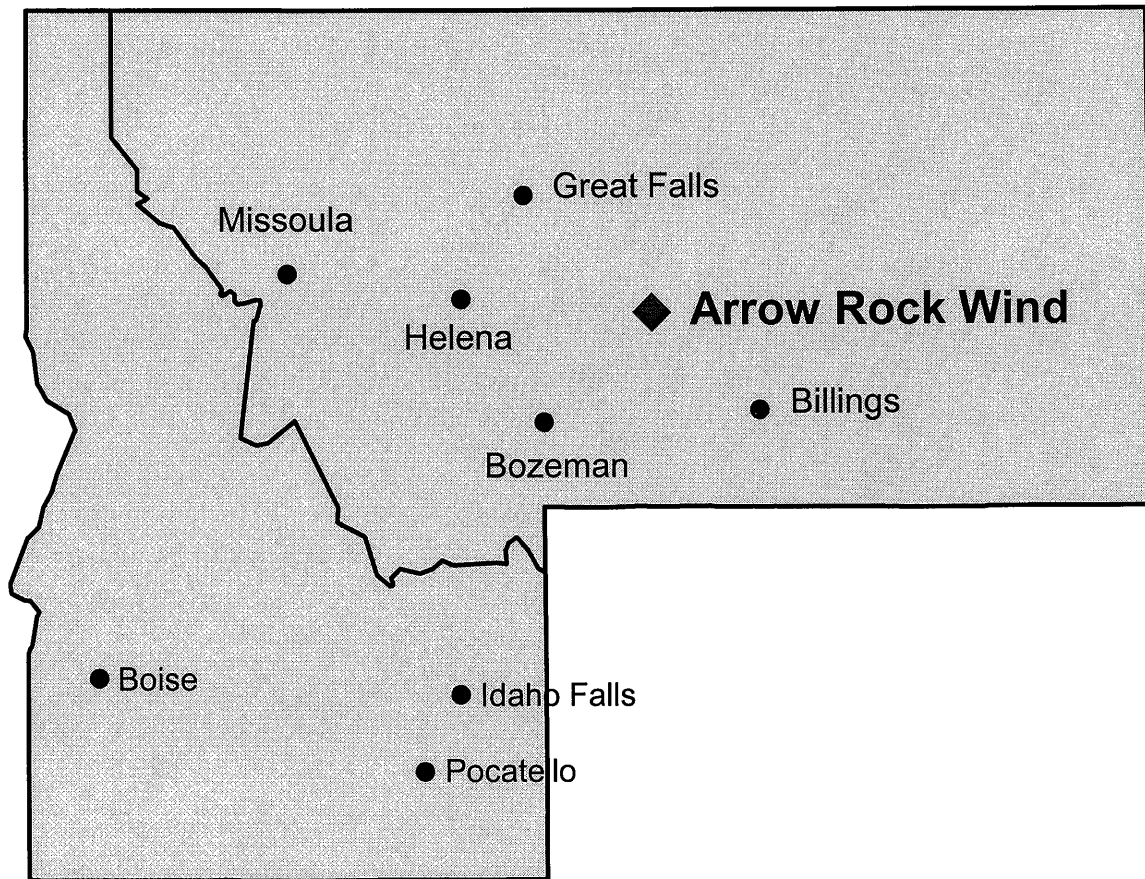 Great Falls
Missoula
Arrow Rock Wind
Helena
Billings
Bozeman
Boise
Idaho Falls
Pocatello